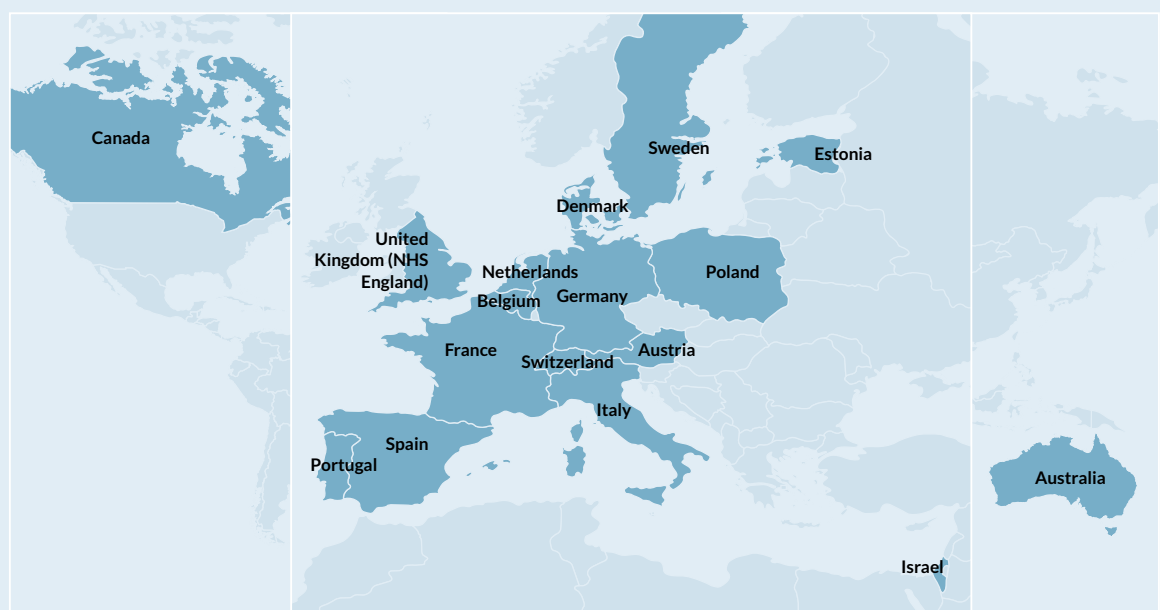 Canada
Sweden
Estonia
Denmark
United
Kingdom (NHS
England)
Netherlands
Poland
Belgium
Germany
France
Switzerland
Austria
Italy
Spain
Portugal
Australia
Israel